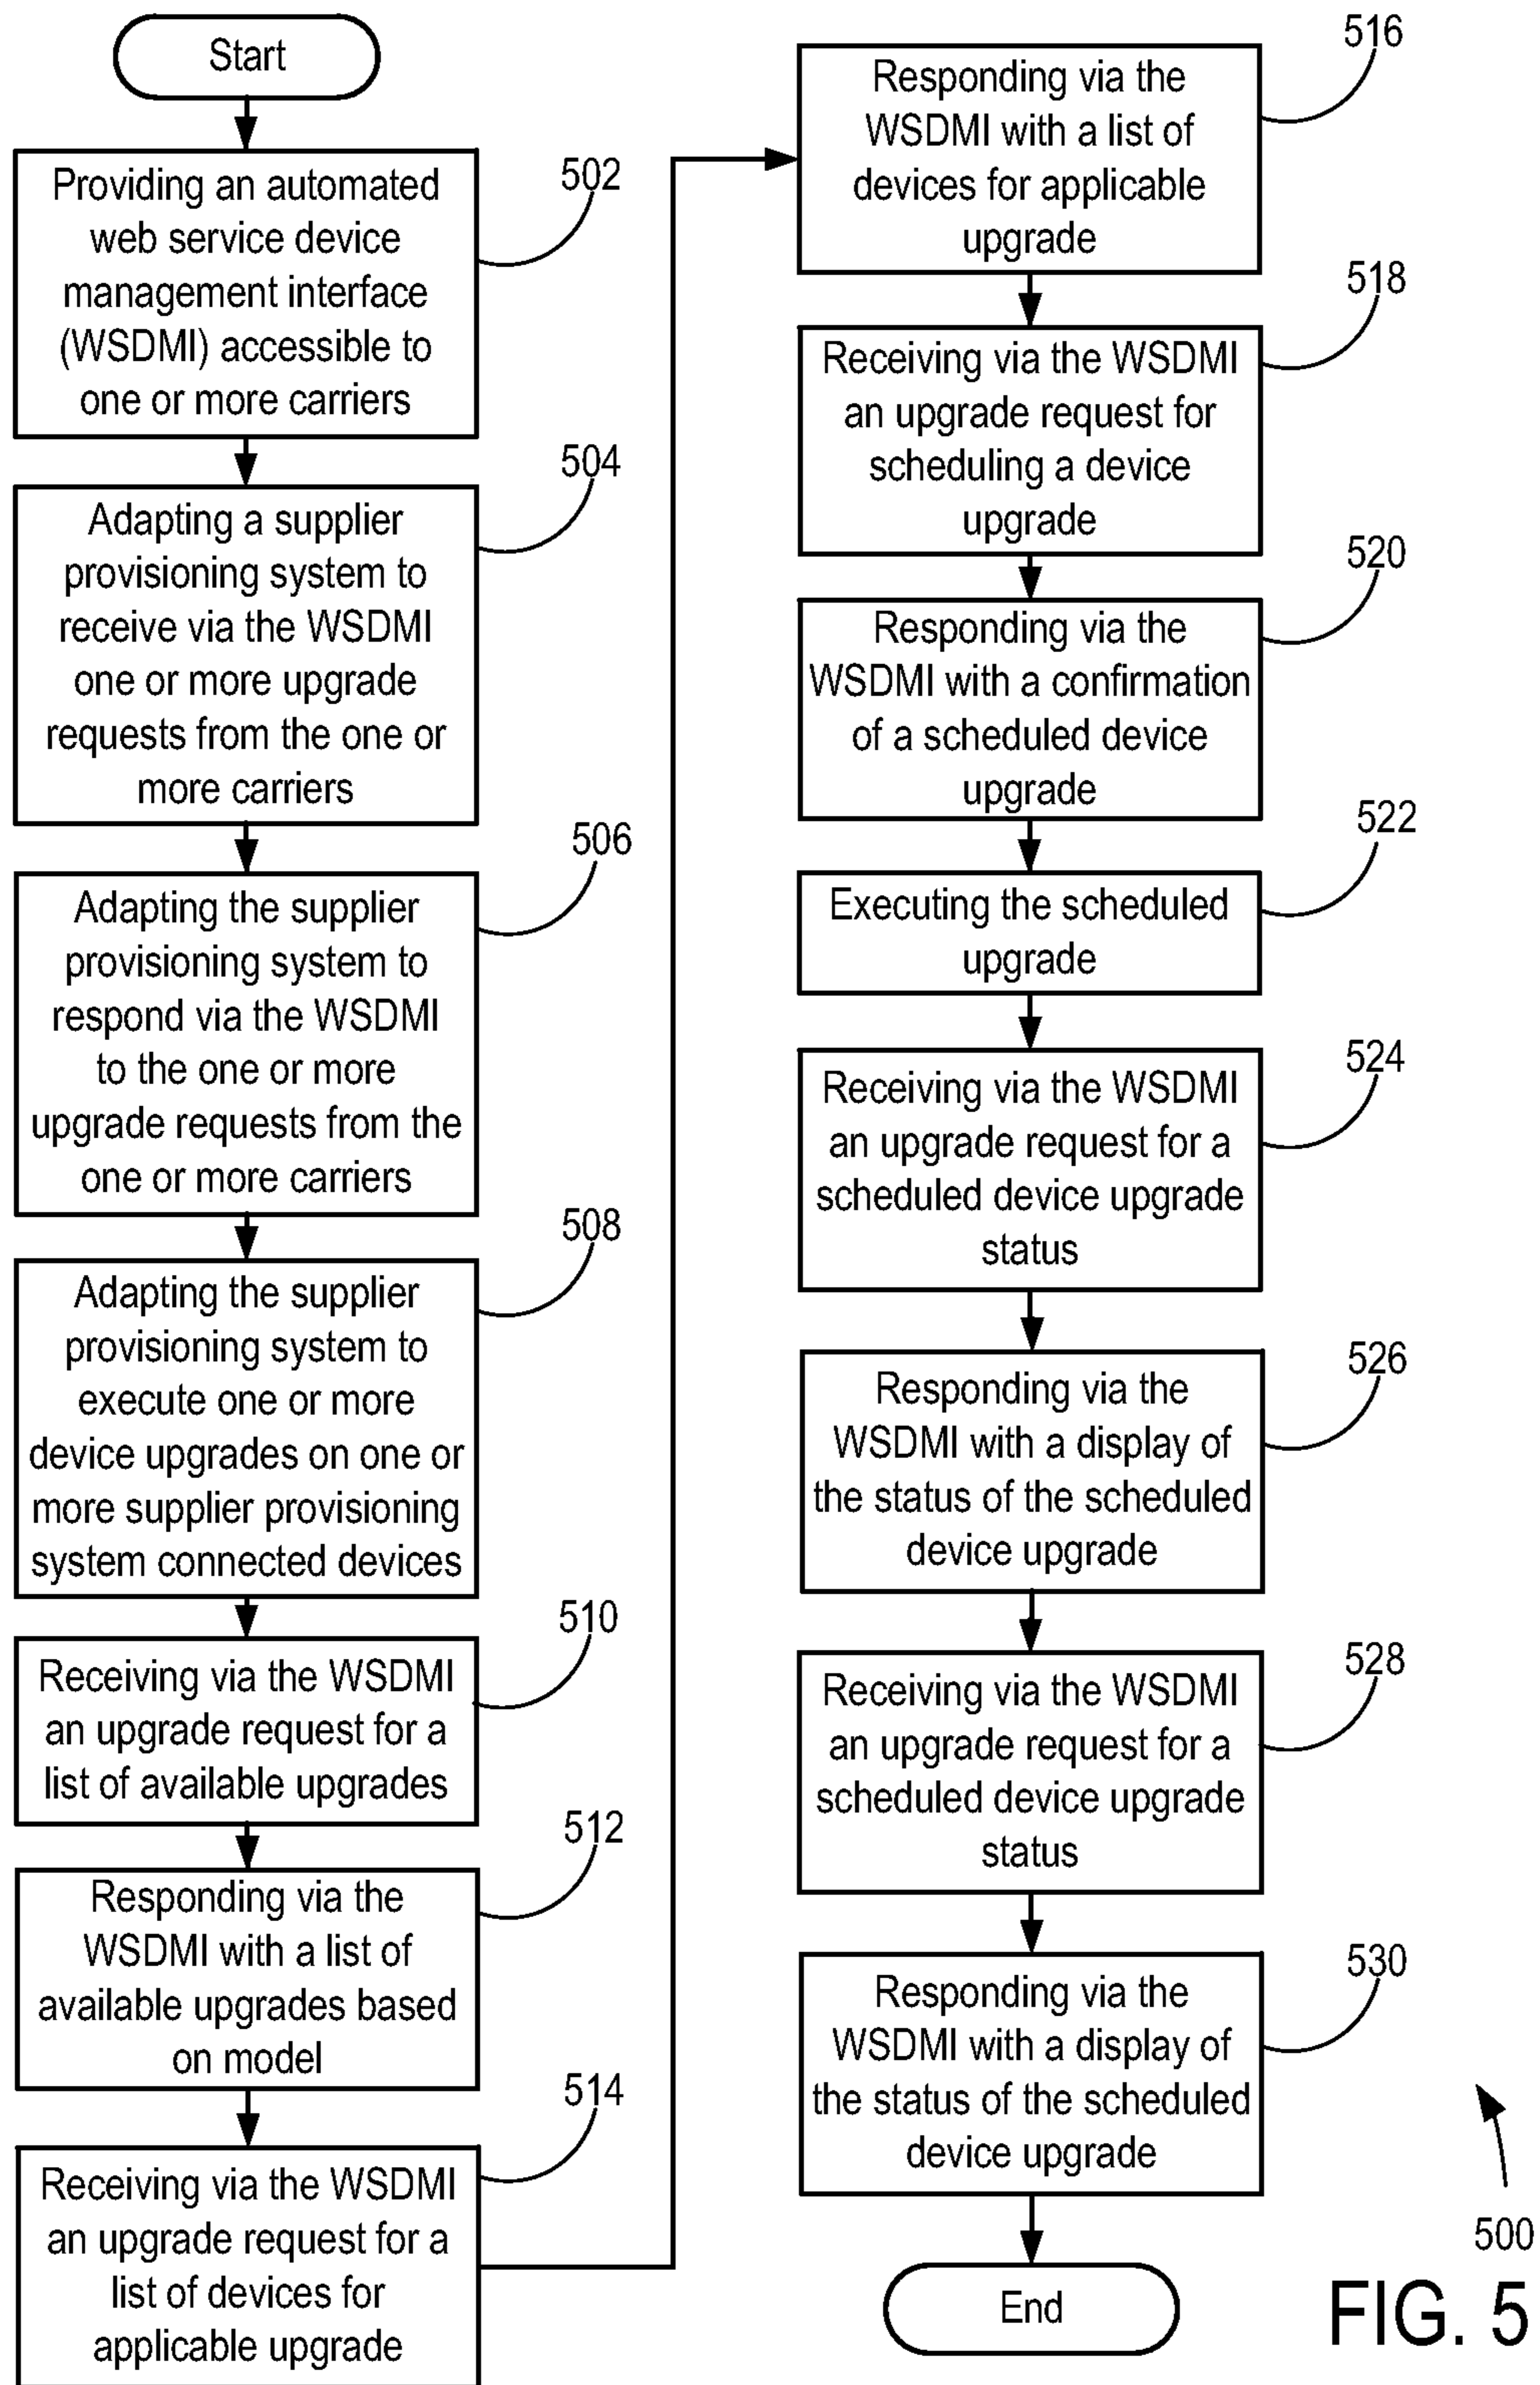 Start
Providing an automated
web service device
management interface
(WSDMI) accessible to
one or more carriers
502
Adapting a supplier
provisioning system to
receive via the WSDMI
one or more upgrade
requests from the one or
more carriers
504
Adapting the supplier
provisioning system to
respond via the WSDMI
to the one or more
upgrade requests from the
one or more carriers
506
Adapting the supplier
provisioning system to
execute one or more
device upgrades on one or
more supplier provisioning
system connected devices
508
Receiving via the WSDMI
an upgrade request for a
list of available upgrades
510
Responding via the
WSDMI with a list of
available upgrades based
on model
512
Receiving via the WSDMI
an upgrade request for a
list of devices for
applicable upgrade
514
Responding via the
WSDMI with a list of
devices for applicable
upgrade
516
Receiving via the WSDMI
an upgrade request for
scheduling a device
upgrade
518
Responding via the
WSDMI with a confirmation
of a scheduled device
upgrade
520
Executing the scheduled
upgrade
522
Receiving via the WSDMI
an upgrade request for a
scheduled device upgrade
status
524
Responding via the
WSDMI with a display of
the status of the scheduled
device upgrade
526
Receiving via the WSDMI
an upgrade request for a
scheduled device upgrade
status
528
Responding via the
WSDMI with a display of
the status of the scheduled
device upgrade
530
End
500
FIG. 5